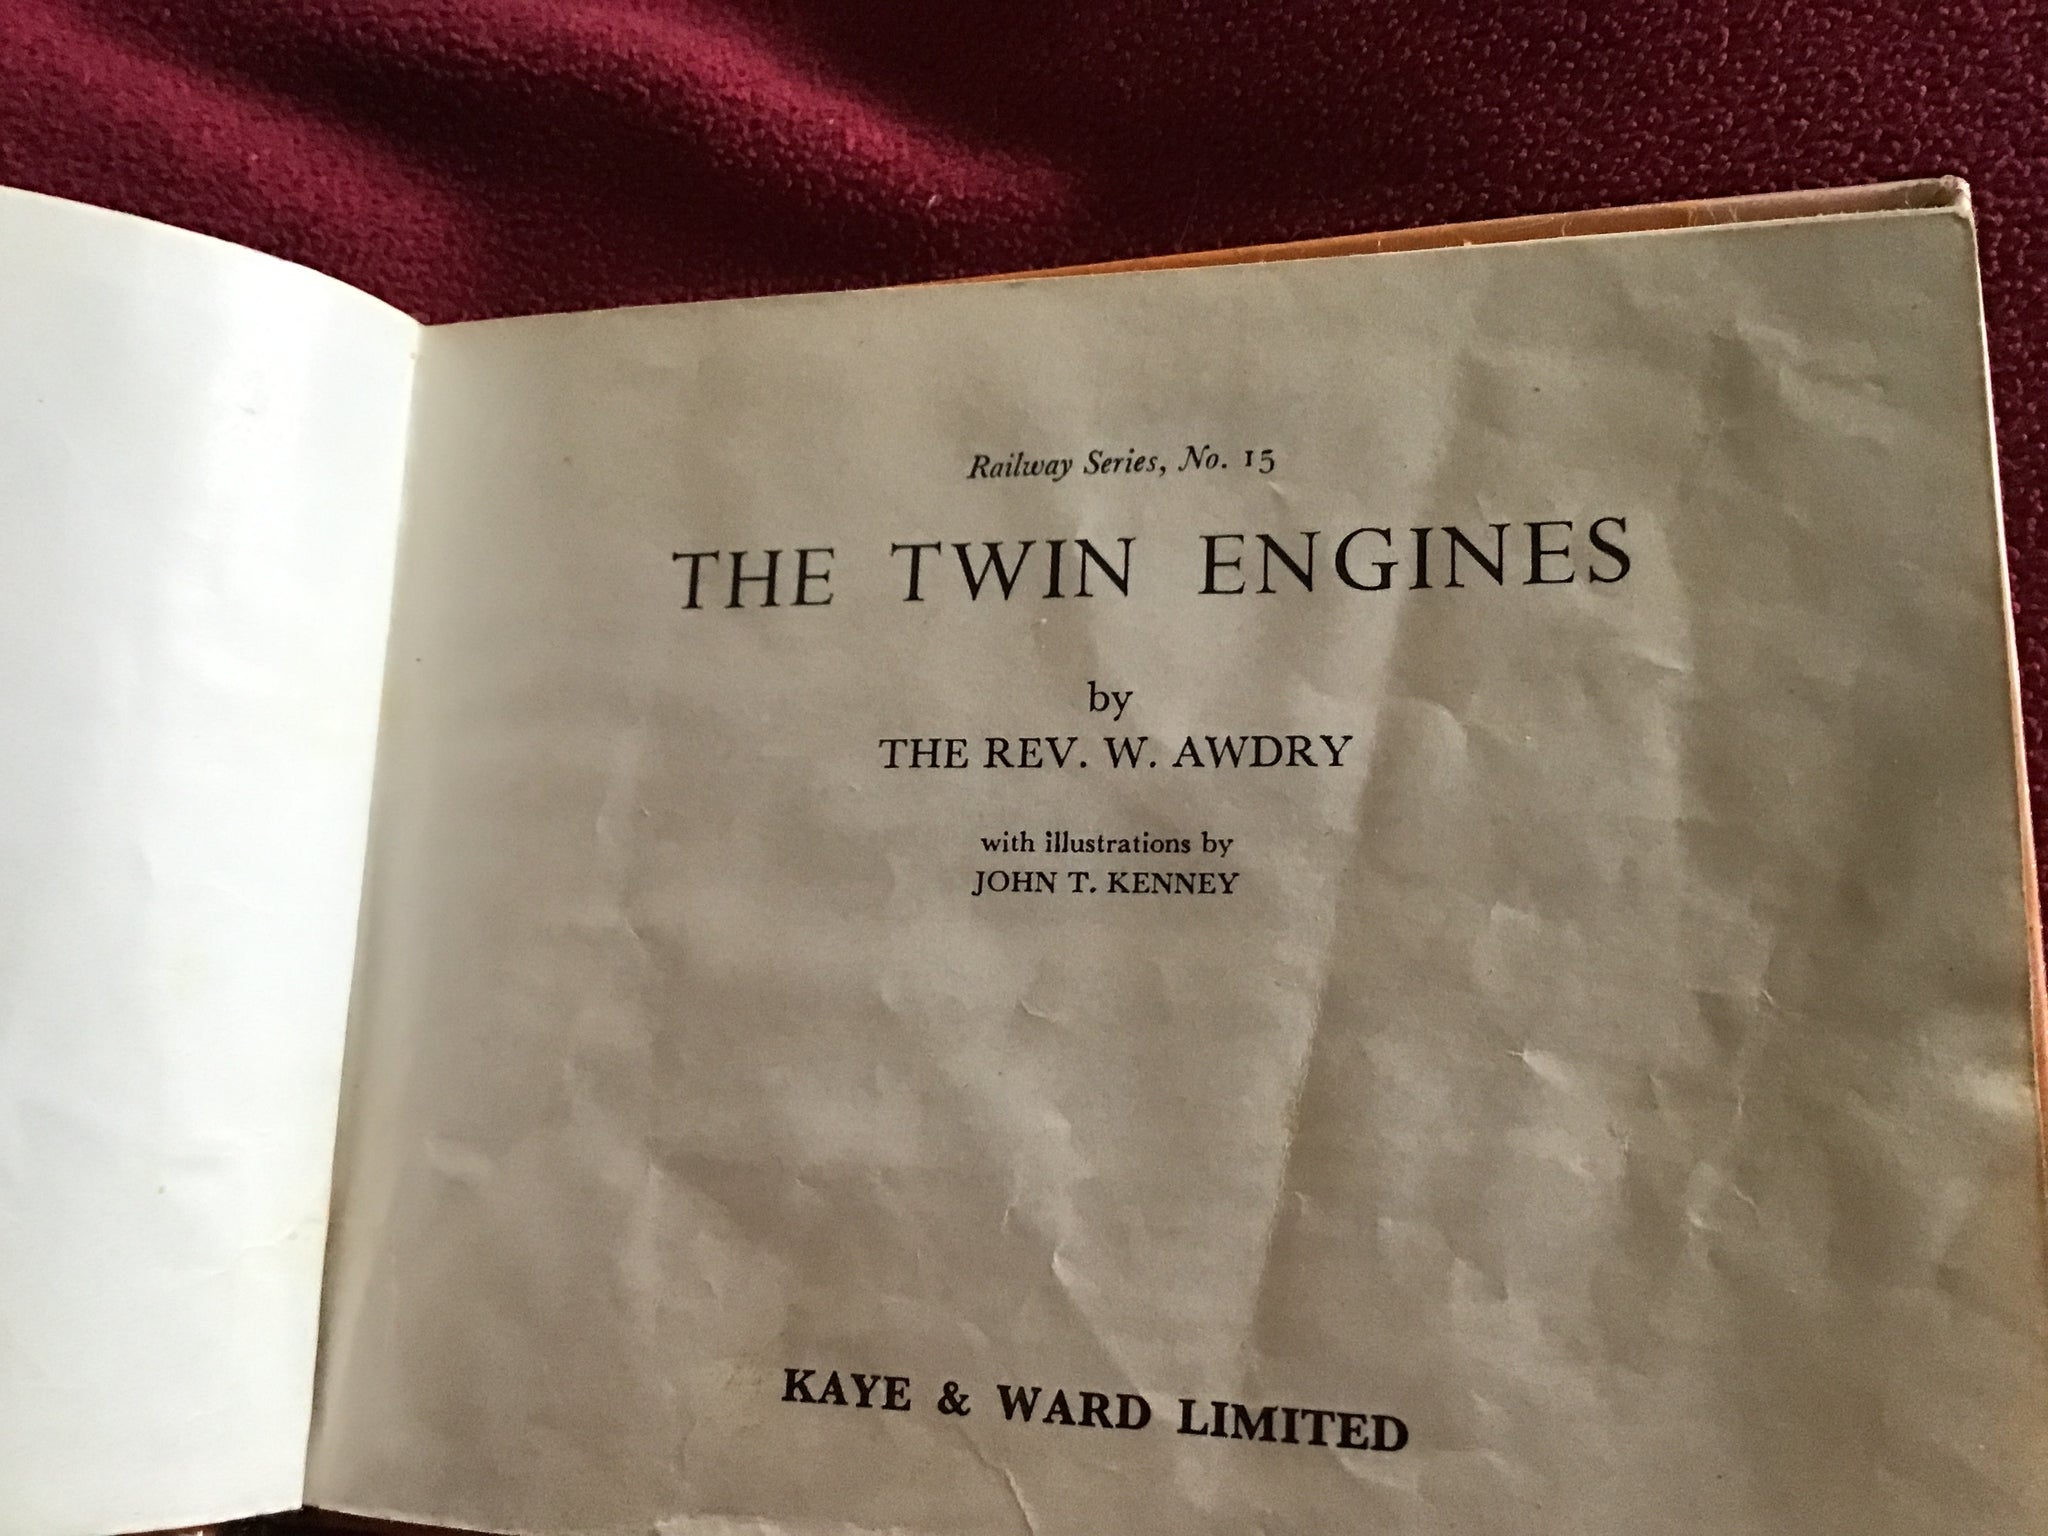 Railway Series, No. 15
THE TWIN ENGINES
by
THE REV. W. AWDRY
with illustrations by
JOHN T. KENNEY
KAYE & WARD LIMITED